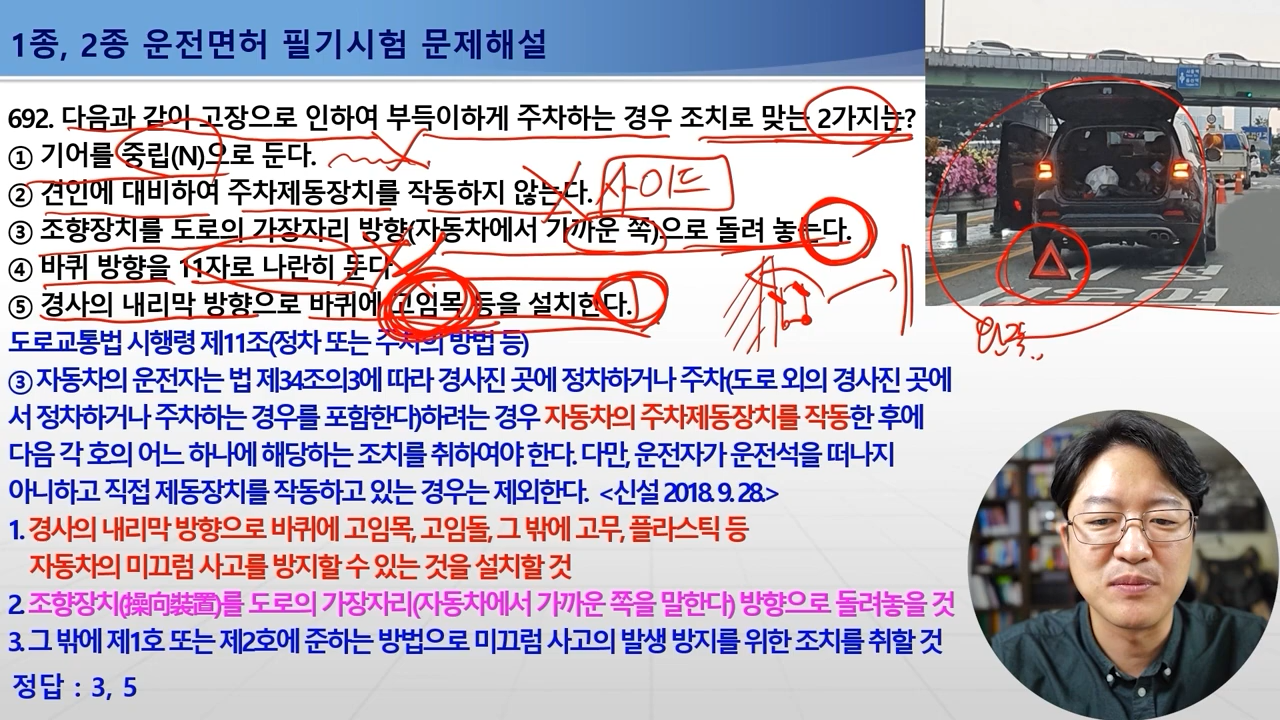 1종, 2종 운전면허 필기시험 문제해설
692. 다음과 같이 고장으로 인하여 부득이하게 주차하는 경우 조치로 맞는 2가지는?
① 기어를 중립(N)으로 둔다.
② 견인에 대비하여 주차제동장치를 작동하지 않는다.
사이드
③ 조향장치를 도로의 가장자리 방향(자동차에서 가까운 쪽)으로 돌려 놓는다.
④ 바퀴 방향을 11자로 나란히 둔다.
⑤ 경사의 내리막 방향으로 바퀴에 고임목 등을 설치한다.
도로교통법 시행령 제11조(정차 또는 주차의 방법 등)
③ 자동차의 운전자는 법 제34조의3에 따라 경사진 곳에 정차하거나 주차(도로 외의 경사진 곳에
서 정차하거나 주차하는 경우를 포함한다)하려는 경우 자동차의 주차제동장치를 작동한 후에
다음 각 호의 어느 하나에 해당하는 조치를 취하여야 한다. 다만, 운전자가 운전석을 떠나지
아니하고 직접 제동장치를 작동하고 있는 경우는 제외한다. <신설 2018. 9. 28.>
1. 경사의 내리막 방향으로 바퀴에 고임목, 고임돌, 그 밖에 고무, 플라스틱 등
자동차의 미끄럼 사고를 방지할 수 있는 것을 설치할 것
2. 조향장치(操向裝置)를 도로의 가장자리(자동차에서 가까운 쪽을 말한다) 방향으로 돌려놓을 것
3. 그 밖에 제1호 또는 제2호에 준하는 방법으로 미끄럼 사고의 발생 방지를 위한 조치를 취할 것
정답 : 3, 5